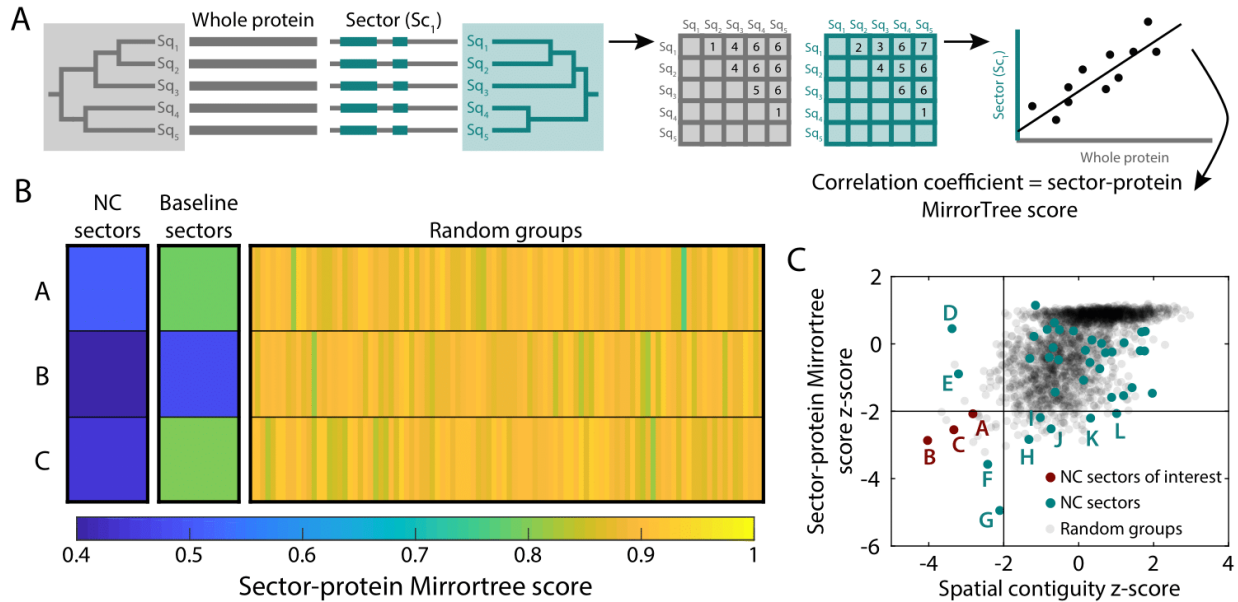 A
Whole protein
Sector (Sc1)
Sq1
Sq2
Sq3
Sq4
Sq5
Sq1
Sq2
Sq3
Sq4
Sq5
Sq1 Sq2 Sq3 Sq4 Sq5
Sq1 1 4 6 6
Sq2 4 6 6
Sq3 5 6
Sq4 1
Sq5
Sq1 Sq2 Sq3 Sq4 Sq5
Sq1 2 3 6 7
Sq2 4 5 6
Sq3 6 6
Sq4 1
Sq5
Sector (Sc1)
Whole protein
Correlation coefficient = sector-protein
MirrorTree score
B
NC
sectors
Baseline
sectors
Random groups
A
B
C
0.4 0.5 0.6 0.7 0.8 0.9 1
Sector-protein Mirrortree score
C
Sector-protein Mirrortree
score z-score
2
0
-2
-4
-6
D
E
A
B
C
F
G
H
I
J
K
L
NC sectors of interest
NC sectors
Random groups
-4 -2 0 2 4
Spatial contiguity z-score